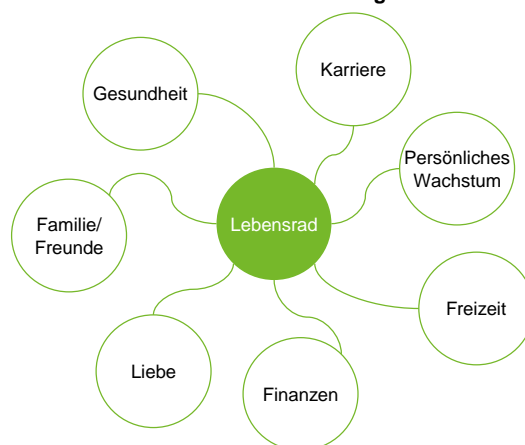 Karriere
Gesundheit
Persönliches
Wachstum
Lebensrad
Familie/
Freunde
Freizeit
Liebe
Finanzen